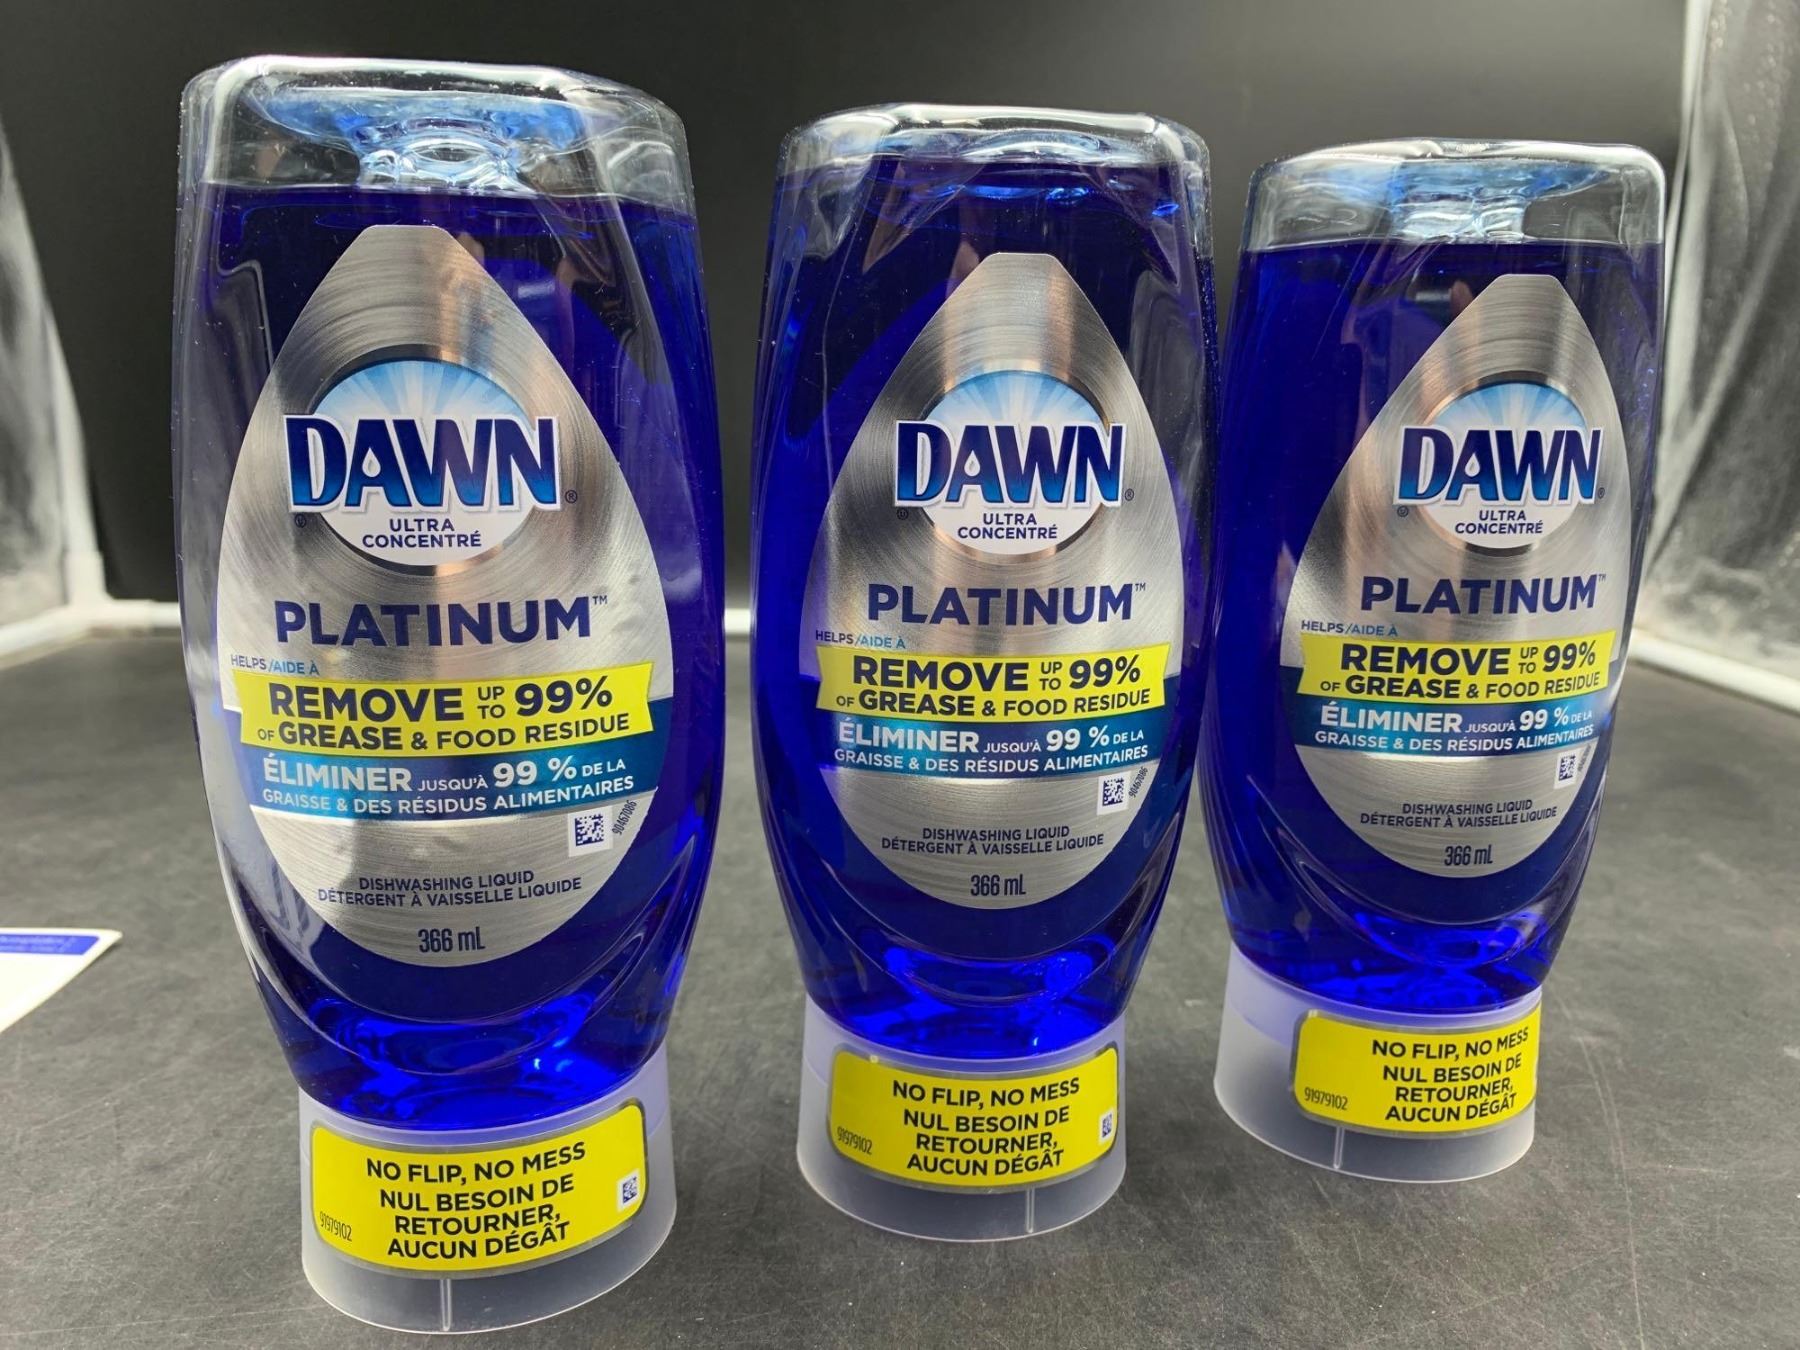 DAWN®
ULTRA
CONCENTRÉ
PLATINUM™
HELPS/AIDE À
REMOVE UP TO 99%
OF GREASE & FOOD RESIDUE
ÉLIMINER JUSQU'À 99 % DE LA
GRAISSE & DES RÉSIDUS ALIMENTAIRES
90467086
DISHWASHING LIQUID
DÉTERGENT À VAISSELLE LIQUIDE
366 mL
NO FLIP, NO MESS
NUL BESOIN DE
RETOURNER,
AUCUN DÉGÂT
91979102
DAWN®
ULTRA
CONCENTRÉ
PLATINUM™
HELPS/AIDE À
REMOVE UP TO 99%
OF GREASE & FOOD RESIDUE
ÉLIMINER JUSQU'À 99 % DE LA
GRAISSE & DES RÉSIDUS ALIMENTAIRES
90467086
DISHWASHING LIQUID
DÉTERGENT À VAISSELLE LIQUIDE
366 mL
NO FLIP, NO MESS
NUL BESOIN DE
RETOURNER,
AUCUN DÉGÂT
91979102
DAWN®
ULTRA
CONCENTRÉ
PLATINUM™
HELPS/AIDE À
REMOVE UP TO 99%
OF GREASE & FOOD RESIDUE
ÉLIMINER JUSQU'À 99 % DE LA
GRAISSE & DES RÉSIDUS ALIMENTAIRES
DISHWASHING LIQUID
DÉTERGENT À VAISSELLE LIQUIDE
366 mL
NO FLIP, NO MESS
NUL BESOIN DE
RETOURNER,
AUCUN DÉGÂT
91979102